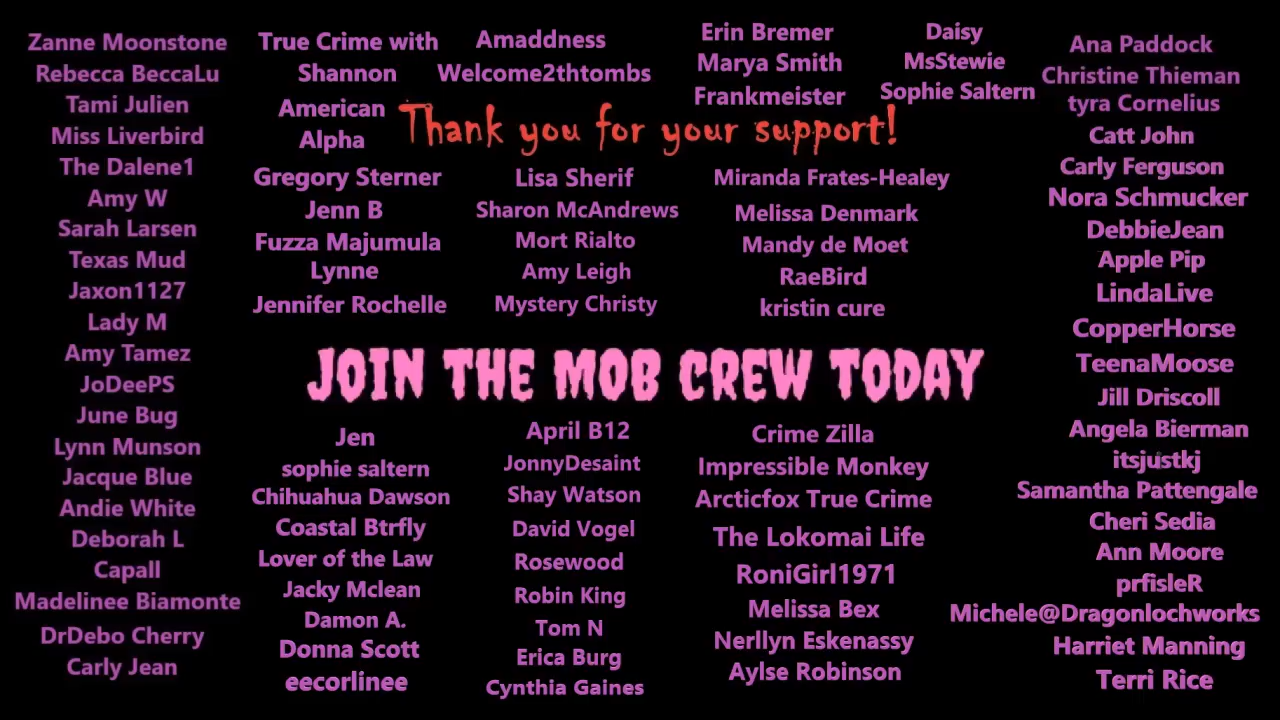 Zanne Moonstone
Rebecca BeccaLu
Tami Julien
Miss Liverbird
The Dalene1
Amy W
Sarah Larsen
Texas Mud
Jaxon1127
Lady M
Amy Tamez
JoDeePS
June Bug
Lynn Munson
Jacque Blue
Andie White
Deborah L
Capall
Madelinee Biamonte
DrDebo Cherry
Carly Jean
True Crime with
Shannon
American
Alpha
Amaddness
Welcome2thtombs
Erin Bremer
Marya Smith
Frankmeister
Daisy
MsStewie
Sophie Saltern
Thank you for your support!
Gregory Sterner
Jenn B
Fuzza Majumula
Lynne
Jennifer Rochelle
Lisa Sherif
Sharon McAndrews
Mort Rialto
Amy Leigh
Mystery Christy
Miranda Frates-Healey
Melissa Denmark
Mandy de Moet
RaeBird
kristin cure
JOIN THE MOB CREW TODAY
Jen
sophie saltern
Chihuahua Dawson
Coastal Btrfly
Lover of the Law
Jacky Mclean
Damon A.
Donna Scott
eecorlinee
April B12
JonnyDesaint
Shay Watson
David Vogel
Rosewood
Robin King
Tom N
Erica Burg
Cynthia Gaines
Crime Zilla
Impressible Monkey
Arcticfox True Crime
The Lokomai Life
RoniGirl1971
Melissa Bex
Nerllyn Eskenassy
Aylse Robinson
Ana Paddock
Christine Thieman
tyra Cornelius
Catt John
Carly Ferguson
Nora Schmucker
DebbieJean
Apple Pip
LindaLive
CopperHorse
TeenaMoose
Jill Driscoll
Angela Bierman
itsjustkj
Samantha Pattengale
Cheri Sedia
Ann Moore
prfisleR
Michele@Dragonlochworks
Harriet Manning
Terri Rice